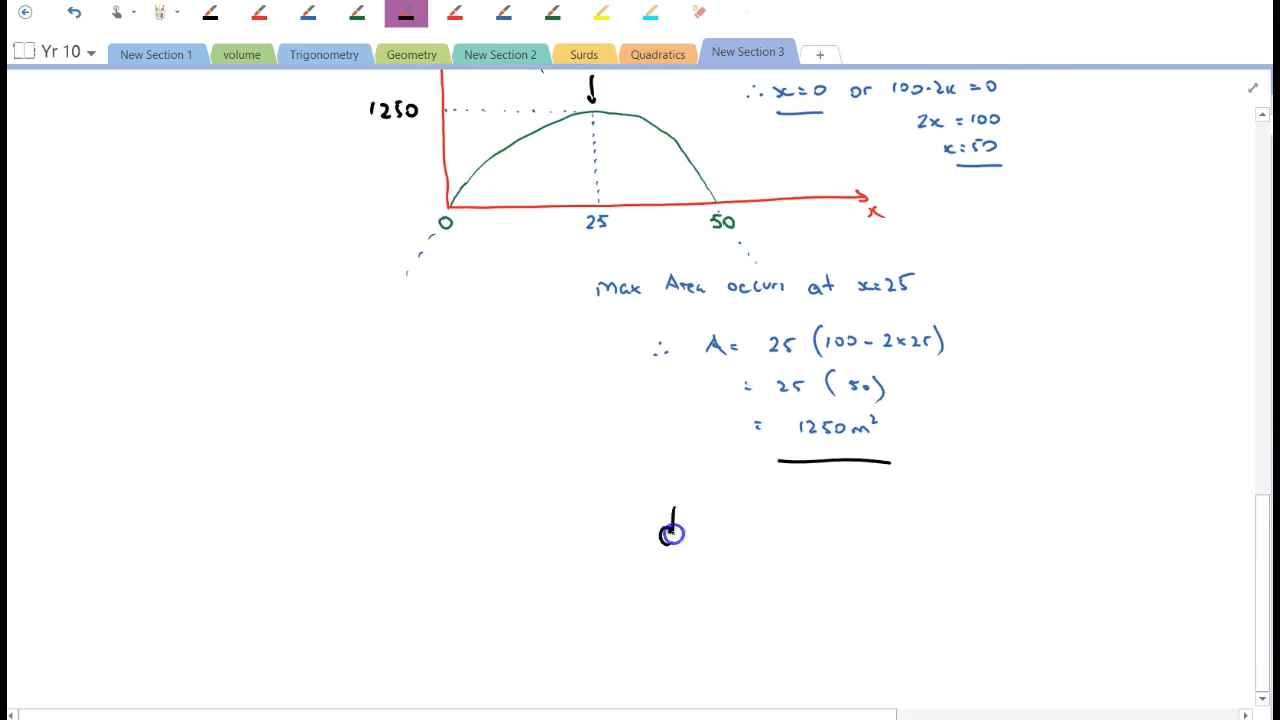 Yr 10
New Section 1 volume Trigonometry Geometry New Section 2 Surds Quadratics New Section 3 +
∴ x=0 or 100-2x=0
2x = 100
x=50
1250
0 25 50 x
Max Area occurs at x=25
∴ A= 25 (100 - 2×25)
= 25 (50)
= 1250 m²
d